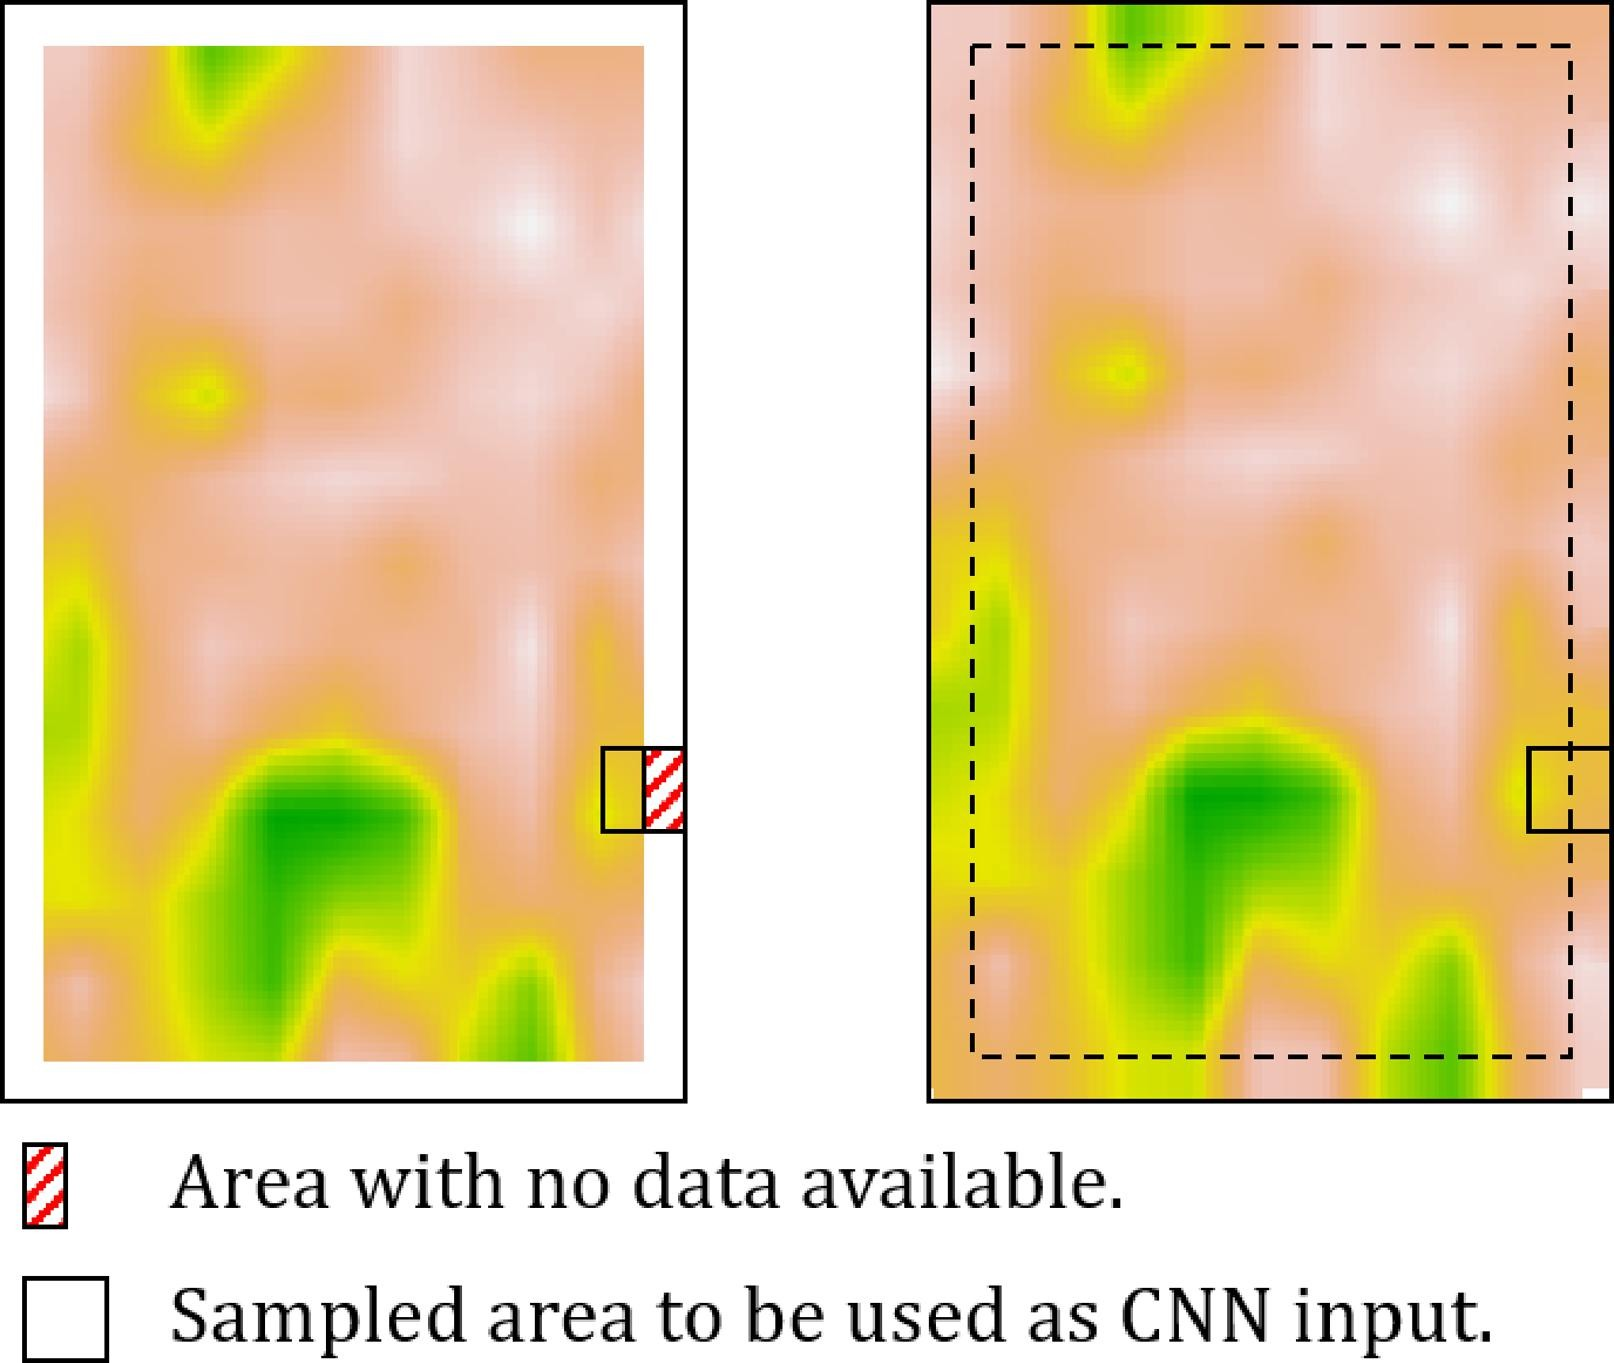 Area with no data available.
Sampled area to be used as CNN input.